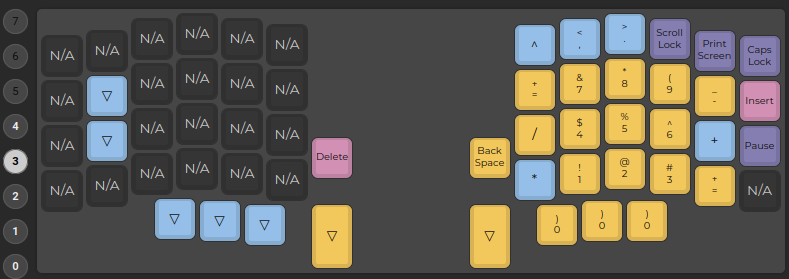 7
6
5
4
3
2
1
0
N/A
N/A
N/A
N/A
N/A
N/A
^
<
,
>
.
Scroll
Lock
Print
Screen
Caps
Lock
N/A
▽
N/A
N/A
N/A
N/A
+
=
&
7
*
8
(
9
_
-
Insert
N/A
▽
N/A
N/A
N/A
N/A
/
$
4
%
5
^
6
+
Pause
N/A
N/A
N/A
N/A
N/A
N/A
Delete
Back
Space
*
!
1
@
2
#
3
+
=
N/A
▽
▽
▽
▽
▽
)
0
)
0
)
0